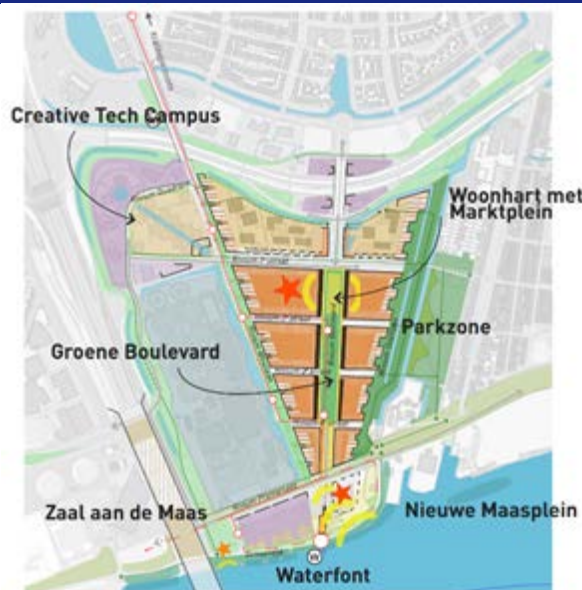 Creative Tech Campus
Woonhart met
Marktplein
Parkzone
Groene Boulevard
Zaal aan de Maas
Nieuwe Maasplein
W
Waterfont